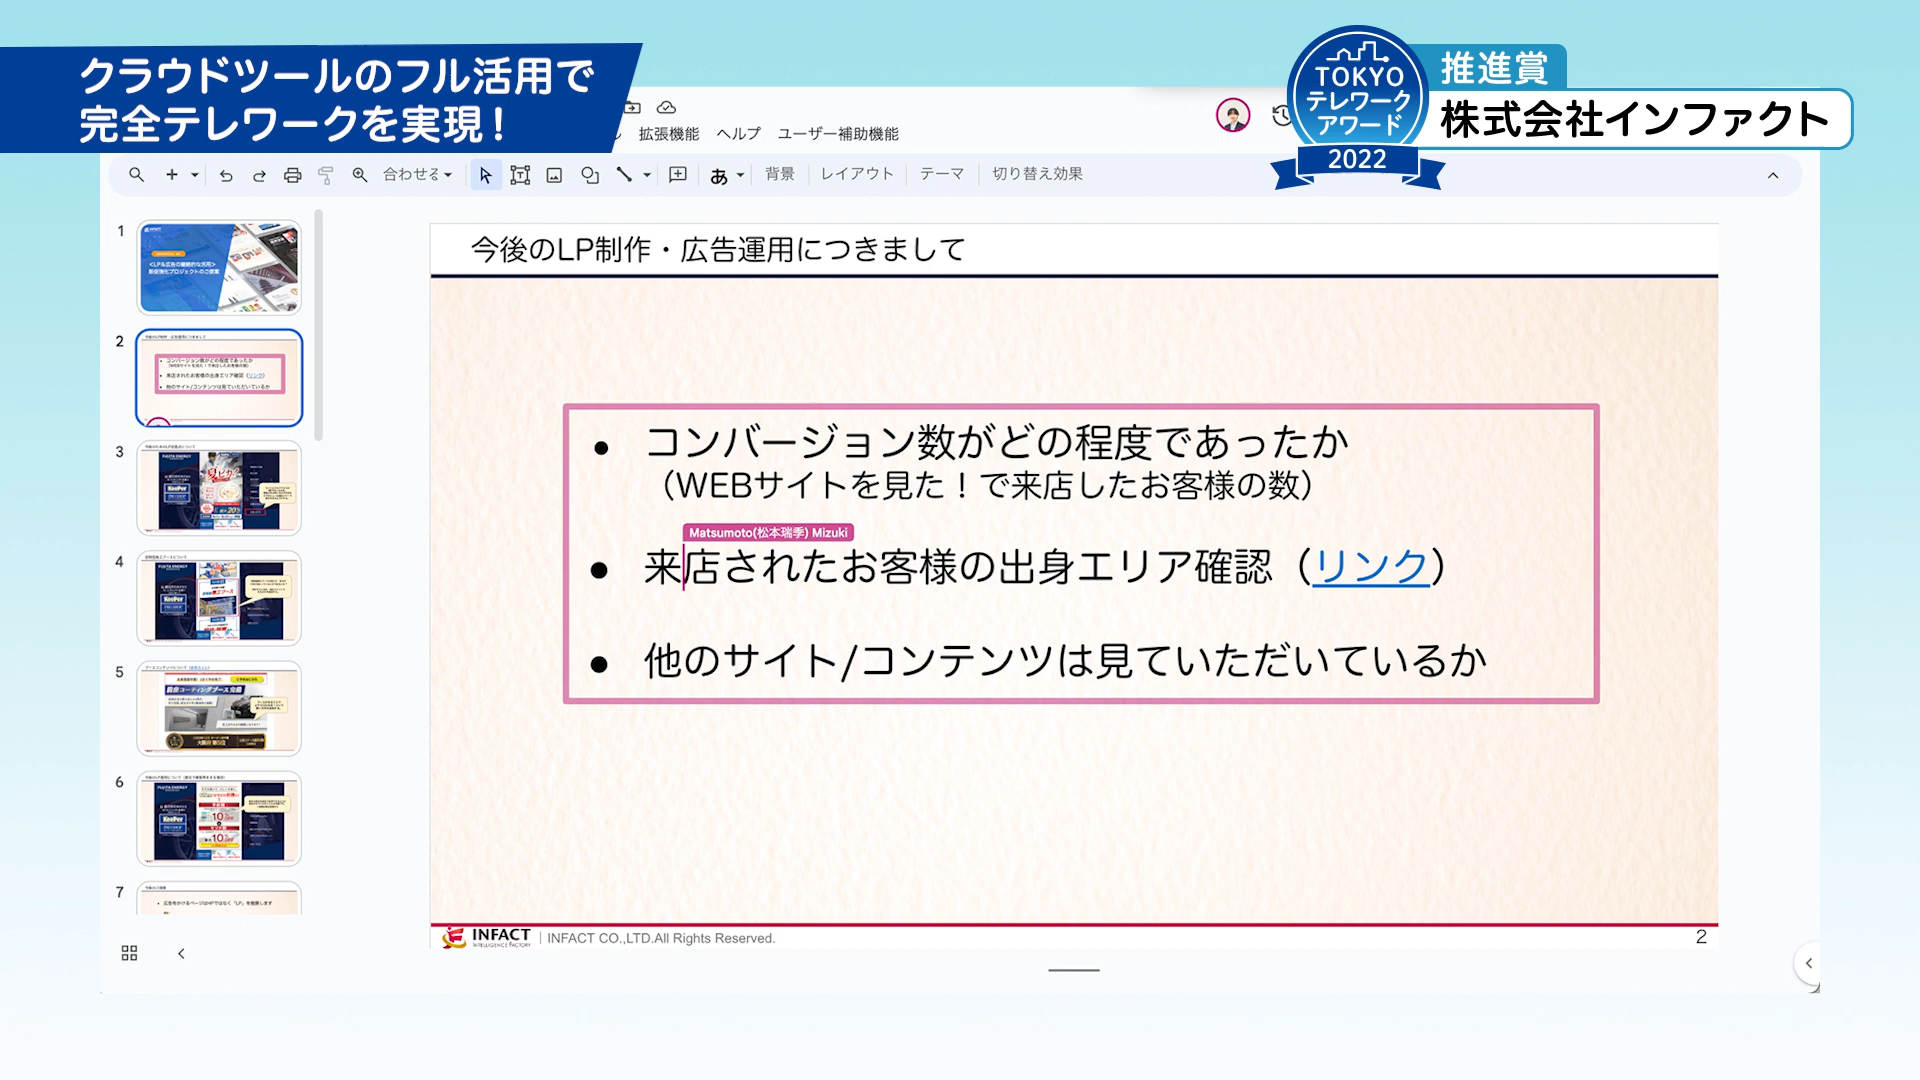 クラウドツールのフル活用で
完全テレワークを実現！
TOKYO
テレワーク
アワード
2022
推進賞
株式会社インファクト
拡張機能 ヘルプ ユーザー補助機能
合わせる あ 背景 レイアウト テーマ 切り替え効果
1
2
3
4
5
6
7
今後のLP制作・広告運用につきまして
● コンバージョン数がどの程度であったか
（WEBサイトを見た！で来店したお客様の数）
Matsumoto(松本瑞季) Mizuki
● 来店されたお客様の出身エリア確認（リンク）
● 他のサイト/コンテンツは見ていただいているか
INFACT
INTELLIGENCE FACTORY
INFACT CO.,LTD.All Rights Reserved.
2